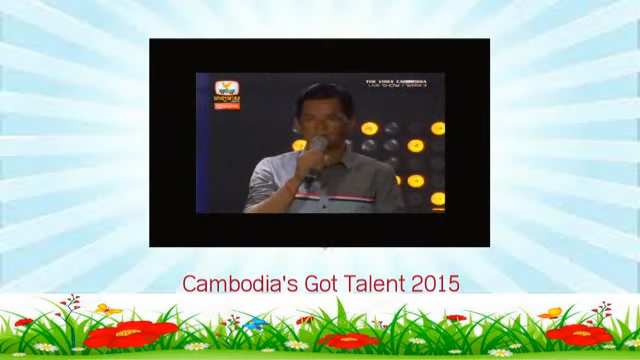 THE VOICE CAMBODIA
LIVE SHOW / WEEK 3
Cambodia's Got Talent 2015